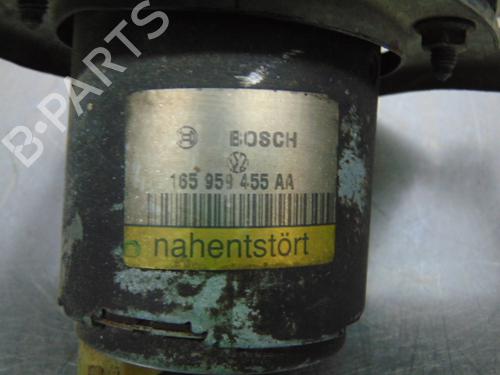 B-PARTS
BOSCH
165 959 455 AA
nahentstört